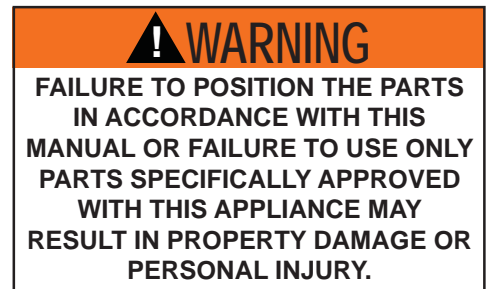 ! WARNING
FAILURE TO POSITION THE PARTS
IN ACCORDANCE WITH THIS
MANUAL OR FAILURE TO USE ONLY
PARTS SPECIFICALLY APPROVED
WITH THIS APPLIANCE MAY
RESULT IN PROPERTY DAMAGE OR
PERSONAL INJURY.